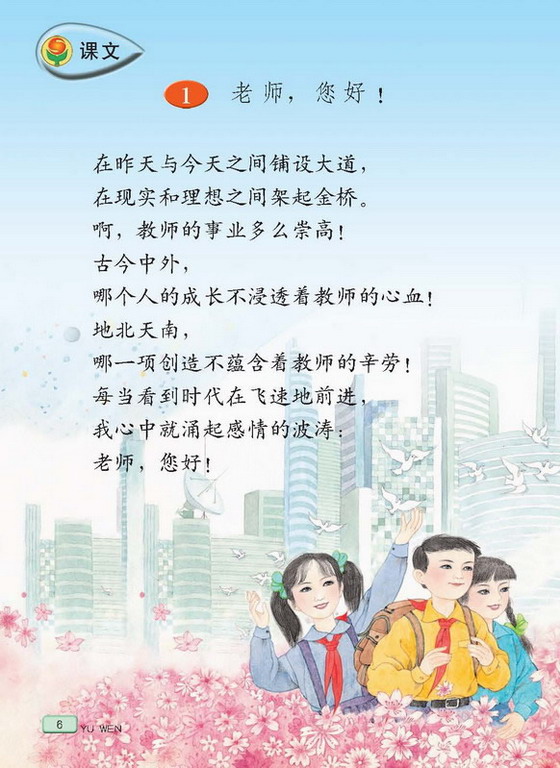 课文
1 老师，您好！
在昨天与今天之间铺设大道，
在现实和理想之间架起金桥。
啊，教师的事业多么崇高！
古今中外，
哪个人的成长不浸透着教师的心血！
地北天南，
哪一项创造不蕴含着教师的辛劳！
每当看到时代在飞速地前进，
我心中就涌起感情的波涛：
老师，您好！
6 YU WEN